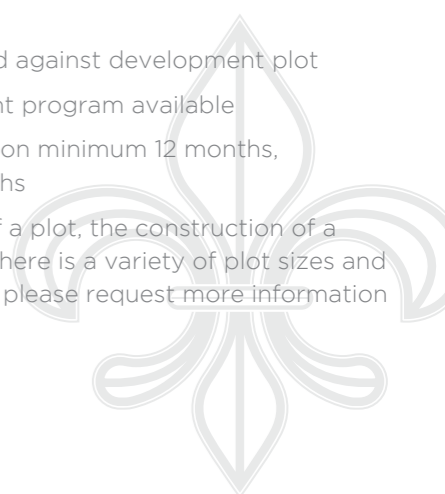 d against development plot
nt program available
on minimum 12 months,
hs
f a plot, the construction of a
here is a variety of plot sizes and
please request more information